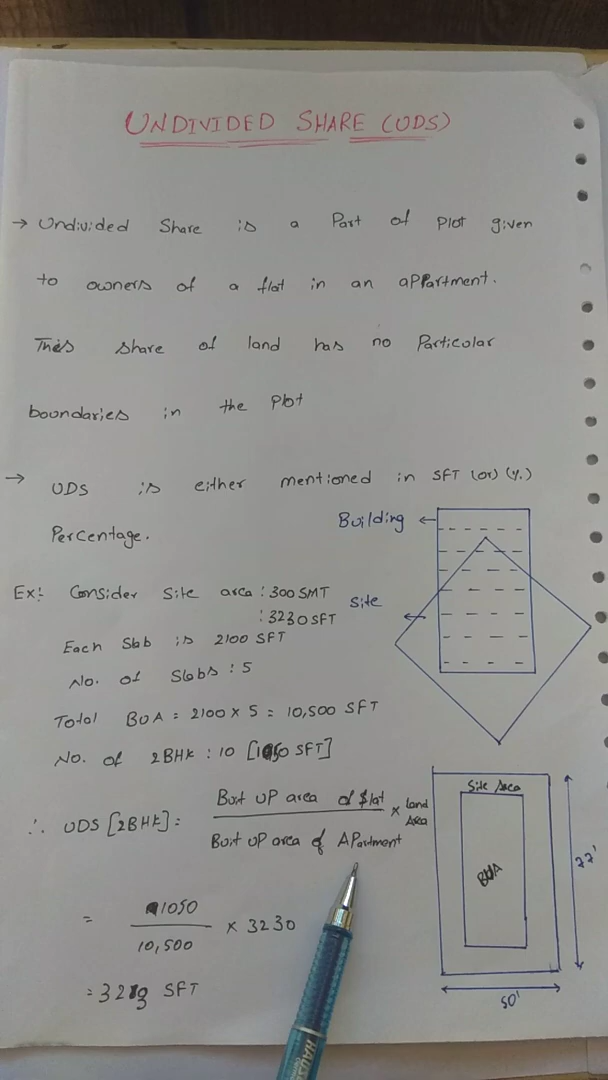 UNDIVIDED SHARE (UDS)
→ Undivided Share is a Part of Plot given
to owners of a flat in an aPPartment.
This share of land has no Particular
boundaries in the Plot
→ UDS is either mentioned in SFT (or) (%)
Percentage.
Building ←
Ex:- Consider Site area : 300 SMT
: 3230 SFT
Site ←
Each Slab is 2100 SFT
No. of Slabs : 5
Total BUA = 2100 x 5 = 10,500 SFT
No. of 2BHK : 10 [1050 SFT]
∴ UDS [2BHK] = Buit UP area of flat / Buit UP area of APartment x land Area
Site Area
BUA
50'
= 1050 / 10,500 x 3230
= 323 SFT
HAUS